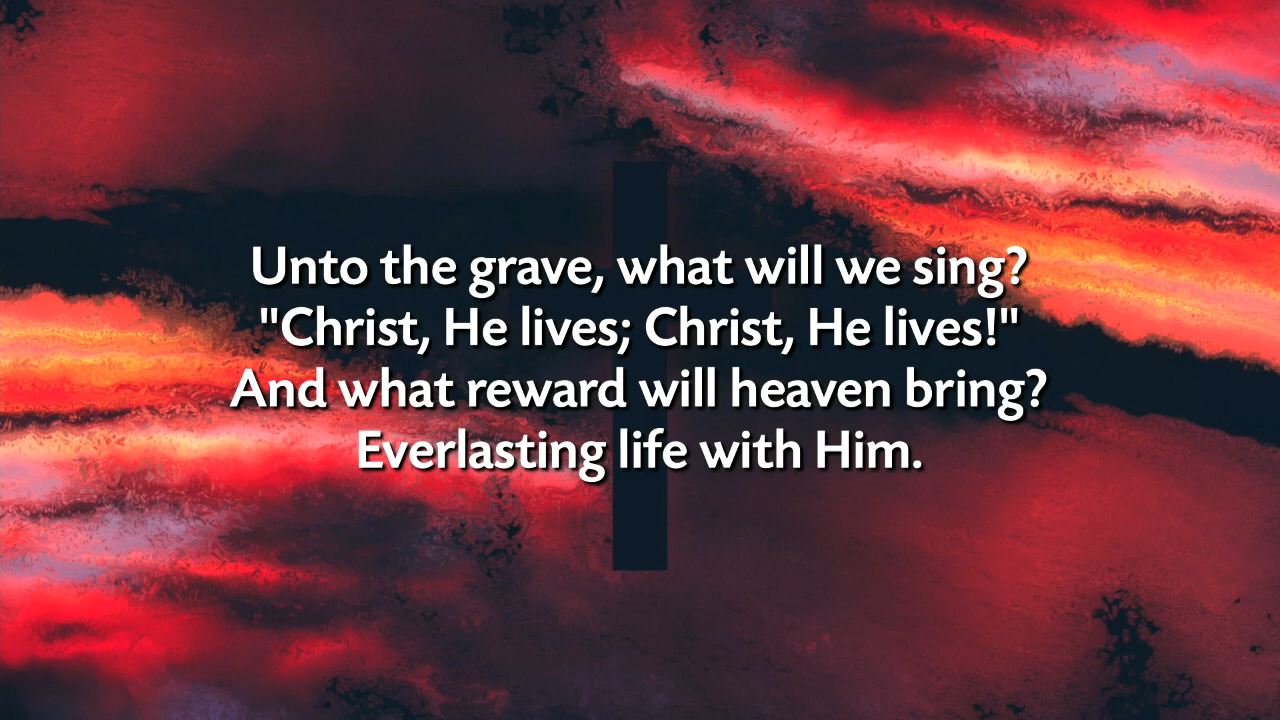 Unto the grave, what will we sing?
"Christ, He lives; Christ, He lives!"
And what reward will heaven bring?
Everlasting life with Him.